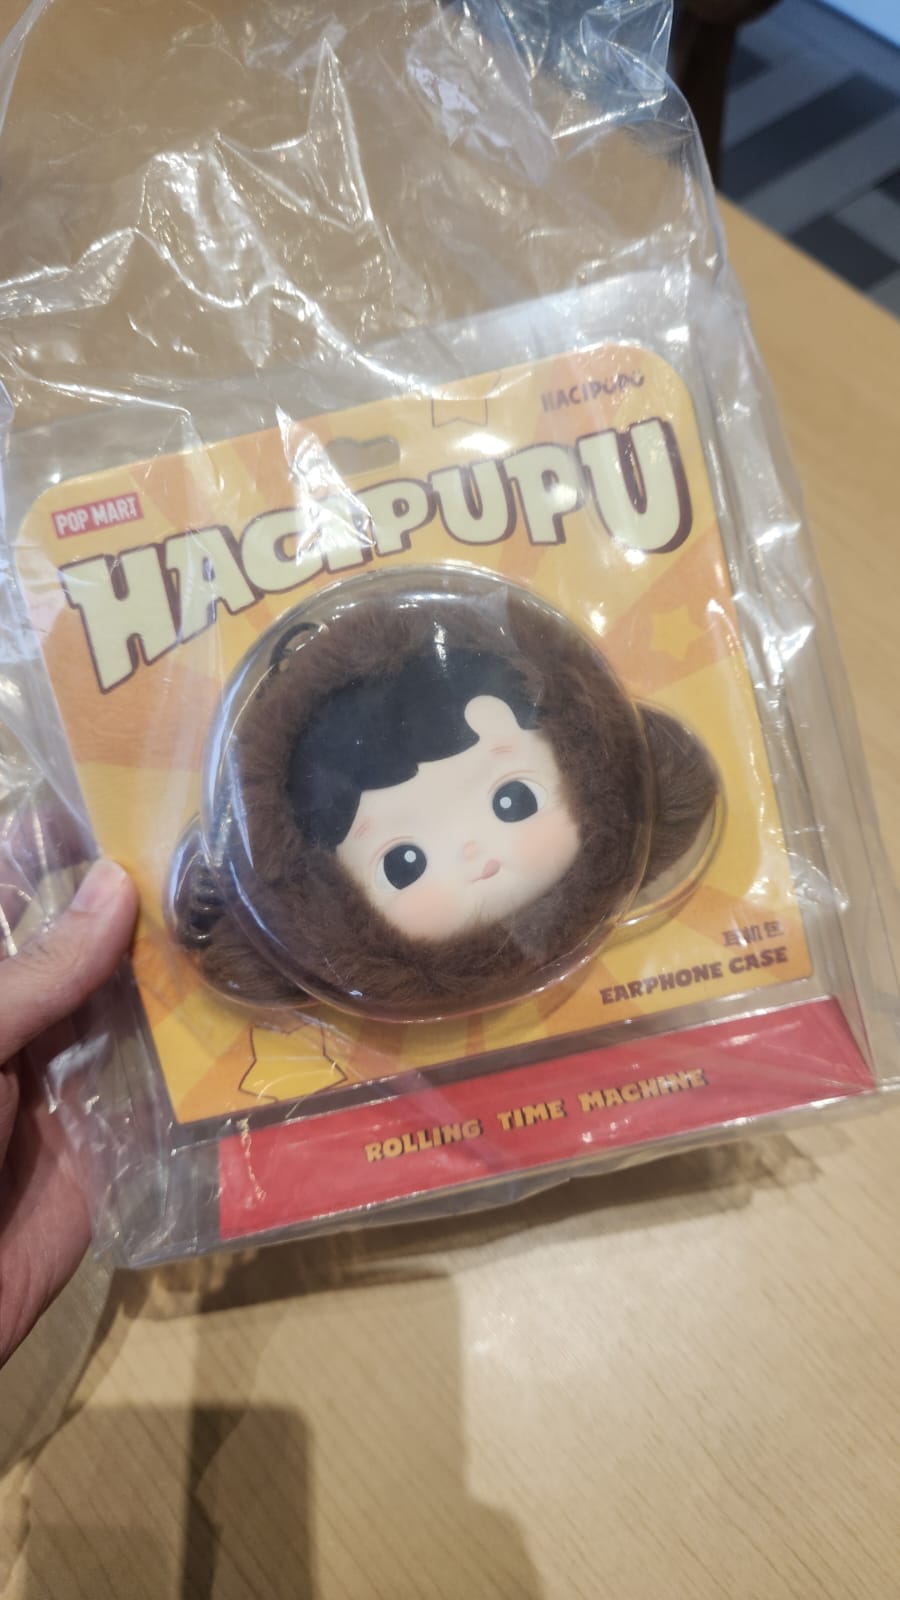 HACIPUPU
POP MART
HACIPUPU
耳机包
EARPHONE CASE
ROLLING TIME MACHINE